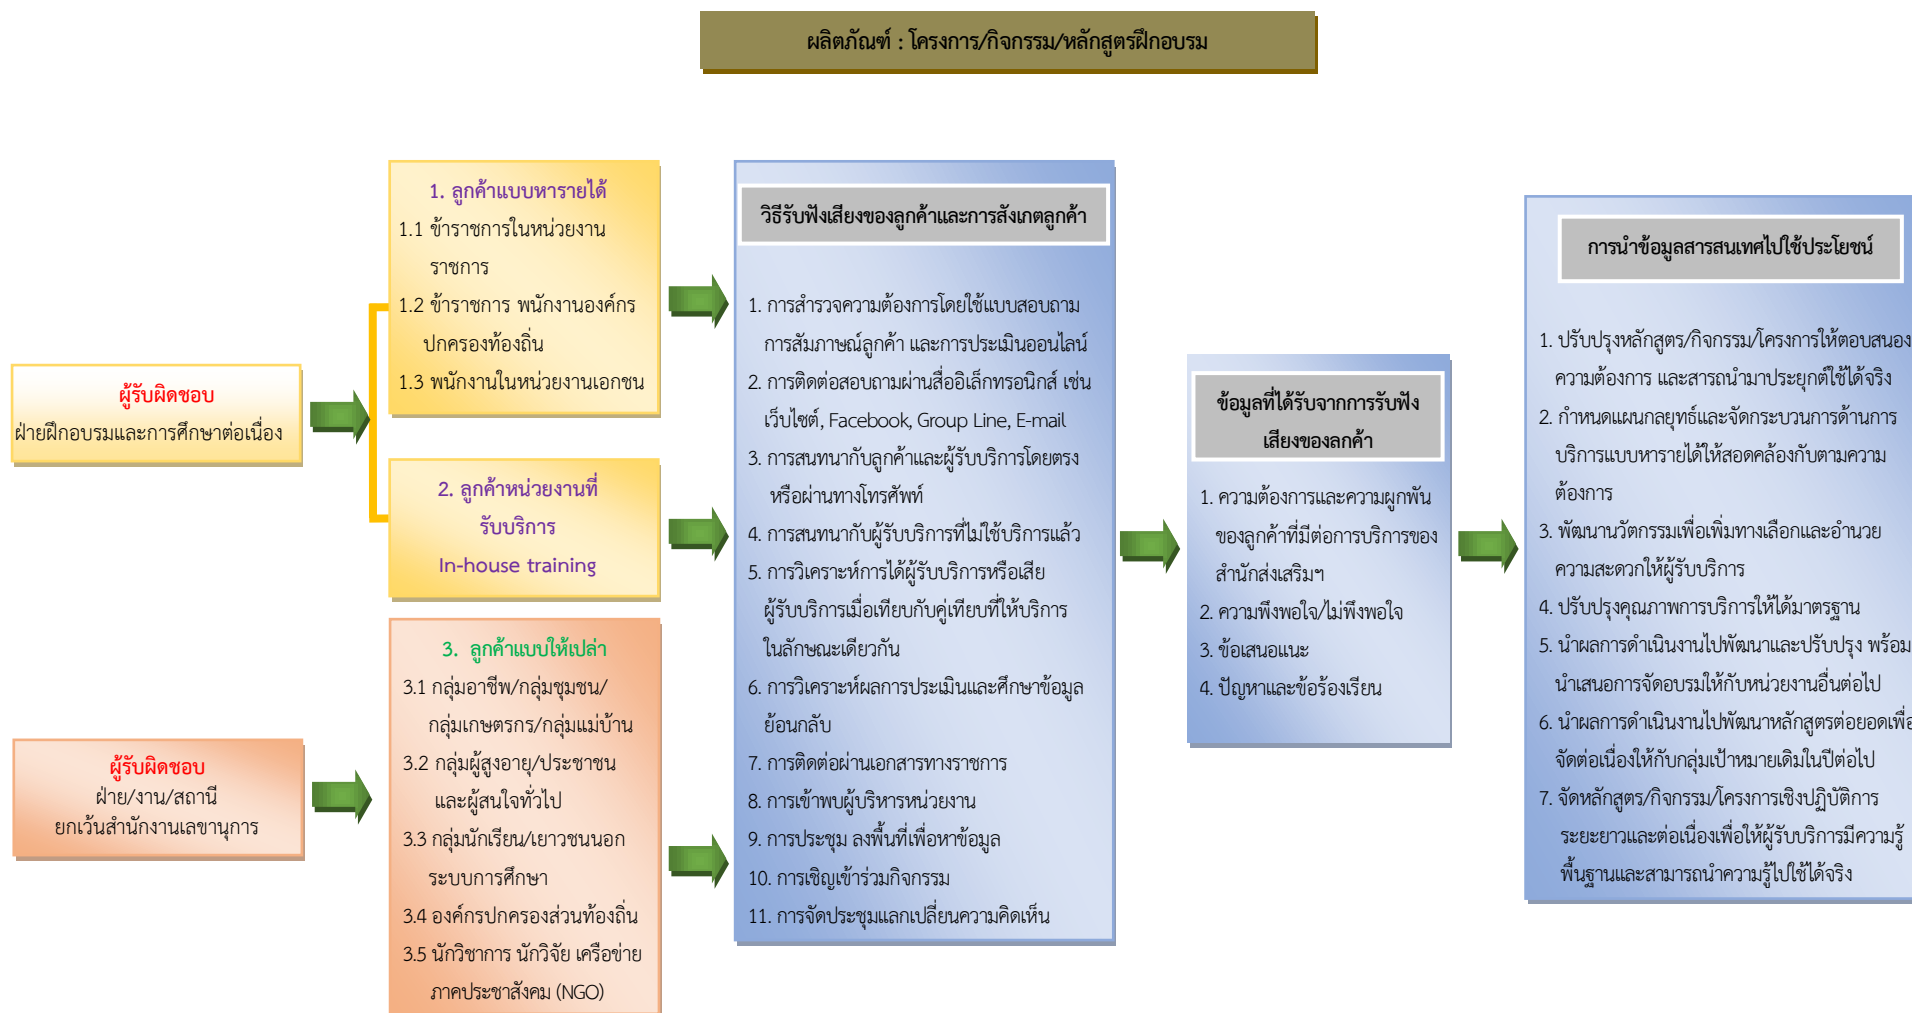 ผลิตภัณฑ์ : โครงการ/กิจกรรม/หลักสูตรฝึกอบรม
ผู้รับผิดชอบ
ฝ่ายฝึกอบรมและการศึกษาต่อเนื่อง
1. ลูกค้าแบบหารายได้
1.1 ข้าราชการในหน่วยงาน
ราชการ
1.2 ข้าราชการ พนักงานองค์กร
ปกครองท้องถิ่น
1.3 พนักงานในหน่วยงานเอกชน
2. ลูกค้าหน่วยงานที่
รับบริการ
In-house training
ผู้รับผิดชอบ
ฝ่าย/งาน/สถานี
ยกเว้นสำนักงานเลขานุการ
3. ลูกค้าแบบให้เปล่า
3.1 กลุ่มอาชีพ/กลุ่มชุมชน/
กลุ่มเกษตรกร/กลุ่มแม่บ้าน
3.2 กลุ่มผู้สูงอายุ/ประชาชน
และผู้สนใจทั่วไป
3.3 กลุ่มนักเรียน/เยาวชนนอก
ระบบการศึกษา
3.4 องค์กรปกครองส่วนท้องถิ่น
3.5 นักวิชาการ นักวิจัย เครือข่าย
ภาคประชาสังคม (NGO)
วิธีรับฟังเสียงของลูกค้าและการสังเกตลูกค้า
1. การสำรวจความต้องการโดยใช้แบบสอบถาม
การสัมภาษณ์ลูกค้า และการประเมินออนไลน์
2. การติดต่อสอบถามผ่านสื่ออิเล็กทรอนิกส์ เช่น
เว็บไซต์, Facebook, Group Line, E-mail
3. การสนทนากับลูกค้าและผู้รับบริการโดยตรง
หรือผ่านทางโทรศัพท์
4. การสนทนากับผู้รับบริการที่ไม่ใช้บริการแล้ว
5. การวิเคราะห์การได้ผู้รับบริการหรือเสีย
ผู้รับบริการเมื่อเทียบกับคู่เทียบที่ให้บริการ
ในลักษณะเดียวกัน
6. การวิเคราะห์ผลการประเมินและศึกษาข้อมูล
ย้อนกลับ
7. การติดต่อผ่านเอกสารทางราชการ
8. การเข้าพบผู้บริหารหน่วยงาน
9. การประชุม ลงพื้นที่เพื่อหาข้อมูล
10. การเชิญเข้าร่วมกิจกรรม
11. การจัดประชุมแลกเปลี่ยนความคิดเห็น
ข้อมูลที่ได้รับจากการรับฟัง
เสียงของลกค้า
1. ความต้องการและความผูกพัน
ของลูกค้าที่มีต่อการบริการของ
สำนักส่งเสริมฯ
2. ความพึงพอใจ/ไม่พึงพอใจ
3. ข้อเสนอแนะ
4. ปัญหาและข้อร้องเรียน
การนำข้อมูลสารสนเทศไปใช้ประโยชน์
1. ปรับปรุงหลักสูตร/กิจกรรม/โครงการให้ตอบสนอง
ความต้องการ และสารถนำมาประยุกต์ใช้ได้จริง
2. กำหนดแผนกลยุทธ์และจัดกระบวนการด้านการ
บริการแบบหารายได้ให้สอดคล้องกับตามความ
ต้องการ
3. พัฒนานวัตกรรมเพื่อเพิ่มทางเลือกและอำนวย
ความสะดวกให้ผู้รับบริการ
4. ปรับปรุงคุณภาพการบริการให้ได้มาตรฐาน
5. นำผลการดำเนินงานไปพัฒนาและปรับปรุง พร้อม
นำเสนอการจัดอบรมให้กับหน่วยงานอื่นต่อไป
6. นำผลการดำเนินงานไปพัฒนาหลักสูตรต่อยอดเพื่อ
จัดต่อเนื่องให้กับกลุ่มเป้าหมายเดิมในปีต่อไป
7. จัดหลักสูตร/กิจกรรม/โครงการเชิงปฏิบัติการ
ระยะยาวและต่อเนื่องเพื่อให้ผู้รับบริการมีความรู้
พื้นฐานและสามารถนำความรู้ไปใช้ได้จริง